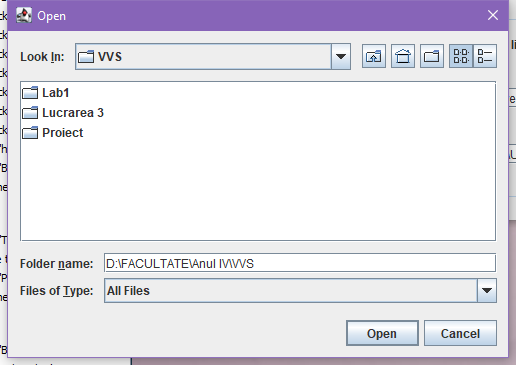 Open
Look In: VVS
Lab1
Lucrarea 3
Proiect
Folder name: D:\FACULTATE\Anul IV\VVS
Files of Type: All Files
Open Cancel